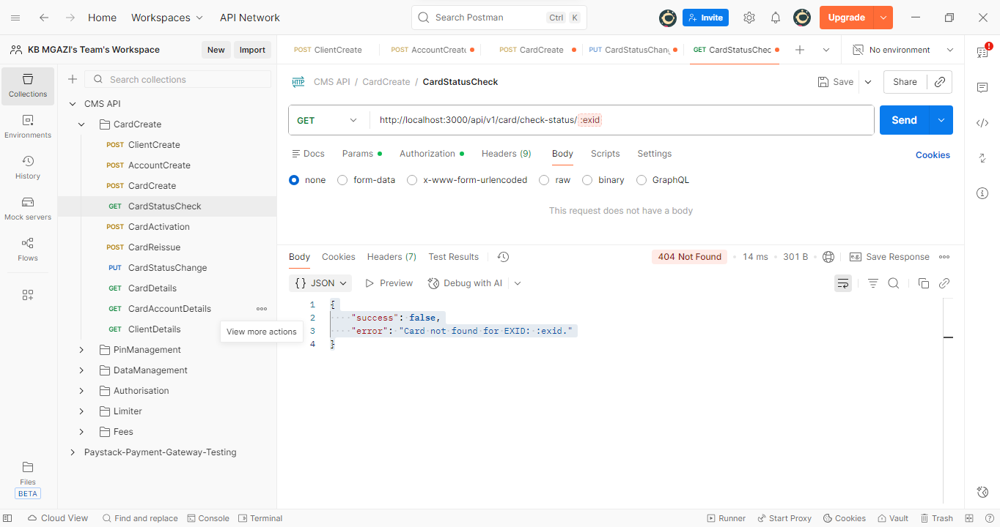 Home Workspaces API Network Search Postman Ctrl K Invite Upgrade
KB MGAZI's Team's Workspace New Import POST ClientCreate POST AccountCreate POST CardCreate PUT CardStatusChang GET CardStatusChec No environment
Collections
Environments
History
Mock servers
Flows
Files
BETA
Search collections
CMS API
CardCreate
POST ClientCreate
POST AccountCreate
POST CardCreate
GET CardStatusCheck
POST CardActivation
POST CardReissue
PUT CardStatusChange
GET CardDetails
GET CardAccountDetails
GET ClientDetails
View more actions
PinManagement
DataManagement
Authorisation
Limiter
Fees
Paystack-Payment-Gateway-Testing
HTTP CMS API / CardCreate / CardStatusCheck Save Share
GET http://localhost:3000/api/v1/card/check-status/:exid Send
Docs Params Authorization Headers (9) Body Scripts Settings Cookies
none form-data x-www-form-urlencoded raw binary GraphQL
This request does not have a body
Body Cookies Headers (7) Test Results 404 Not Found 14 ms 301 B e.g. Save Response
{} JSON Preview Debug with AI
1 {
2 "success": false,
3 "error": "Card not found for EXID: :exid."
4 }
Cloud View Find and replace Console Terminal Runner Start Proxy Cookies Vault Trash